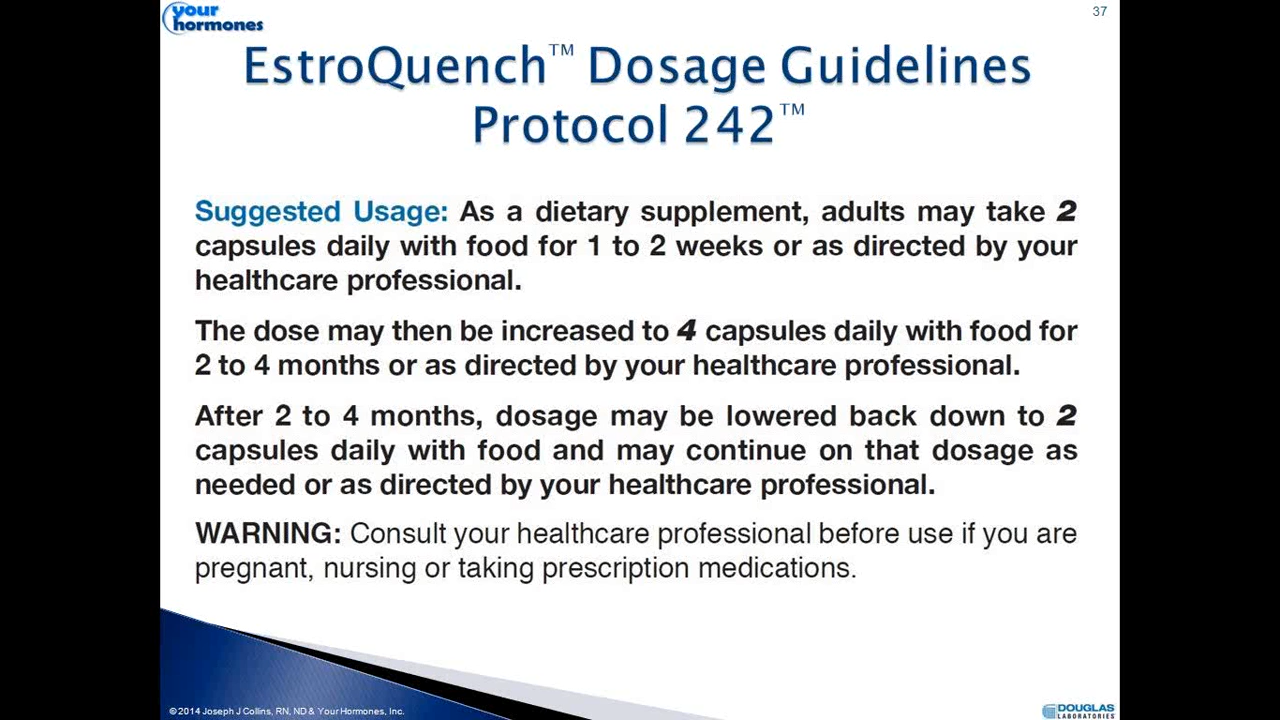 your
hormones
37
EstroQuench™ Dosage Guidelines
Protocol 242™
Suggested Usage: As a dietary supplement, adults may take 2
capsules daily with food for 1 to 2 weeks or as directed by your
healthcare professional.
The dose may then be increased to 4 capsules daily with food for
2 to 4 months or as directed by your healthcare professional.
After 2 to 4 months, dosage may be lowered back down to 2
capsules daily with food and may continue on that dosage as
needed or as directed by your healthcare professional.
WARNING: Consult your healthcare professional before use if you are
pregnant, nursing or taking prescription medications.
© 2014 Joseph J Collins, RN, ND & Your Hormones, Inc.
DOUGLAS
LABORATORIES